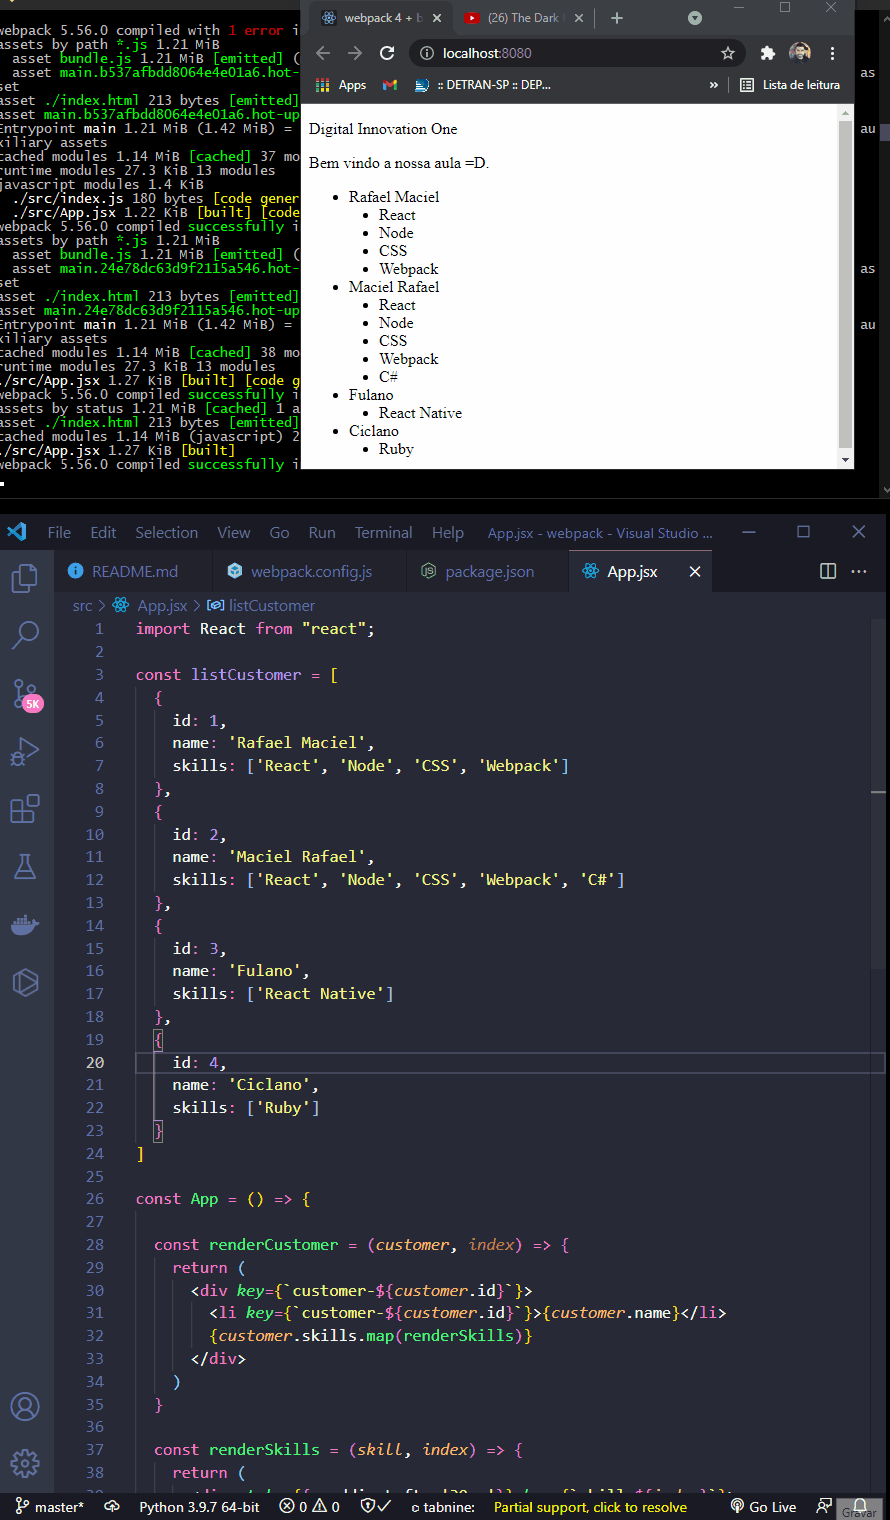 webpack 5.56.0 compiled with 1 error i
assets by path *.js 1.21 MiB
asset bundle.js 1.21 MiB [emitted] (
asset main.b537afbdd8064e4e01a6.hot- as
set
asset ./index.html 213 bytes [emitted]
asset main.b537afbdd8064e4e01a6.hot-up
Entrypoint main 1.21 MiB (1.42 MiB) = au
xiliary assets
cached modules 1.14 MiB [cached] 37 mo
runtime modules 27.3 KiB 13 modules
javascript modules 1.4 KiB
./src/index.js 180 bytes [code gener
./src/App.jsx 1.22 KiB [built] [code
webpack 5.56.0 compiled successfully i
assets by path *.js 1.21 MiB
asset bundle.js 1.21 MiB [emitted] (
asset main.24e78dc63d9f2115a546.hot- as
set
asset ./index.html 213 bytes [emitted]
asset main.24e78dc63d9f2115a546.hot-up
Entrypoint main 1.21 MiB (1.42 MiB) = au
xiliary assets
cached modules 1.14 MiB [cached] 38 mo
runtime modules 27.3 KiB 13 modules
./src/App.jsx 1.27 KiB [built] [code g
webpack 5.56.0 compiled successfully i
assets by status 1.21 MiB [cached] 1 a
asset ./index.html 213 bytes [emitted]
cached modules 1.14 MiB (javascript) 2
./src/App.jsx 1.27 KiB [built]
webpack 5.56.0 compiled successfully i
webpack 4 + b
(26) The Dark
localhost:8080
Apps
:: DETRAN-SP :: DEP...
»
Lista de leitura
Digital Innovation One
Bem vindo a nossa aula =D.
• Rafael Maciel
• React
• Node
• CSS
• Webpack
• Maciel Rafael
• React
• Node
• CSS
• Webpack
• C#
• Fulano
• React Native
• Ciclano
• Ruby
File Edit Selection View Go Run Terminal Help App.jsx - webpack - Visual Studio ...
README.md webpack.config.js package.json App.jsx
src > App.jsx > listCustomer
5K
1 import React from "react";
2
3 const listCustomer = [
4 {
5 id: 1,
6 name: 'Rafael Maciel',
7 skills: ['React', 'Node', 'CSS', 'Webpack']
8 },
9 {
10 id: 2,
11 name: 'Maciel Rafael',
12 skills: ['React', 'Node', 'CSS', 'Webpack', 'C#']
13 },
14 {
15 id: 3,
16 name: 'Fulano',
17 skills: ['React Native']
18 },
19 {
20 id: 4,
21 name: 'Ciclano',
22 skills: ['Ruby']
23 }
24 ]
25
26 const App = () => {
27
28 const renderCustomer = (customer, index) => {
29 return (
30 <div key={`customer-${customer.id}`}>
31 <li key={`customer-${customer.id}`}>{customer.name}</li>
32 {customer.skills.map(renderSkills)}
33 </div>
34 )
35 }
36
37 const renderSkills = (skill, index) => {
38 return (
master* Python 3.9.7 64-bit 0 0 tabnine: Partial support, click to resolve Go Live
Gravar